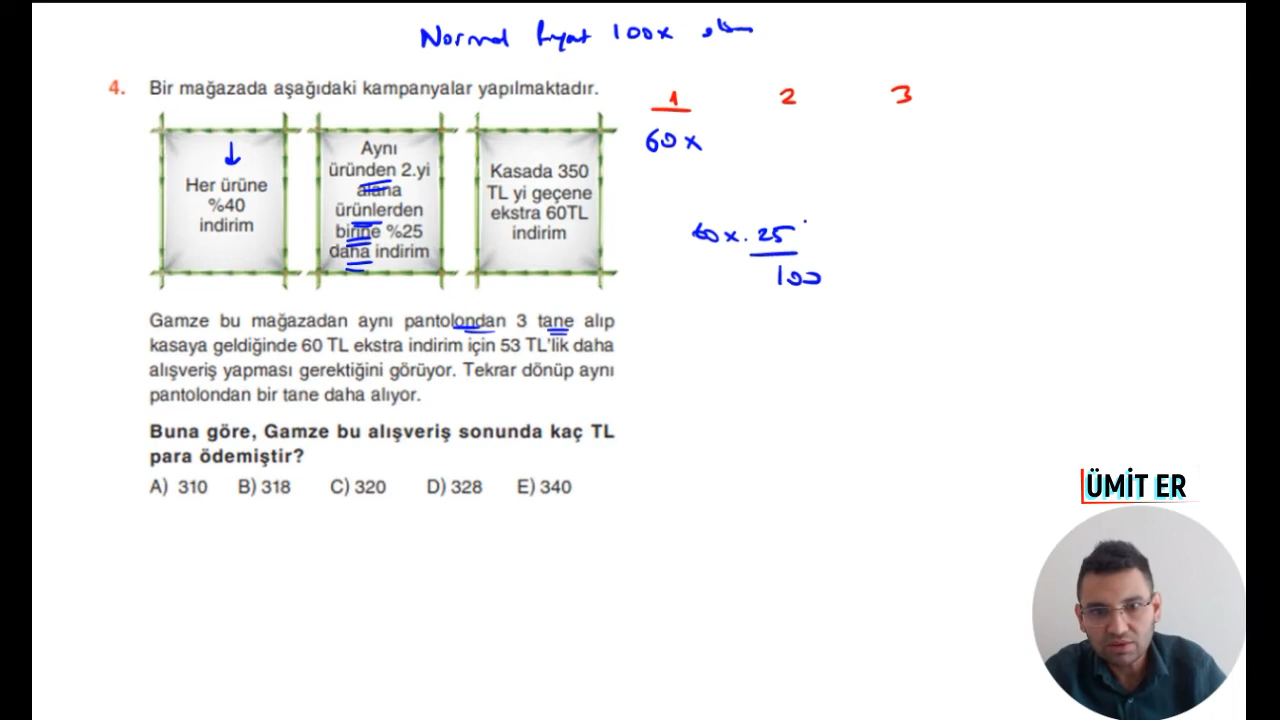 Normal fiyat 100x olsun
4. Bir mağazada aşağıdaki kampanyalar yapılmaktadır.
Her ürüne
%40
indirim
Aynı
üründen 2.yi
alana
ürünlerden
birine %25
daha indirim
Kasada 350
TL yi geçene
ekstra 60TL
indirim
Gamze bu mağazadan aynı pantolondan 3 tane alıp
kasaya geldiğinde 60 TL ekstra indirim için 53 TL'lik daha
alışveriş yapması gerektiğini görüyor. Tekrar dönüp aynı
pantolondan bir tane daha alıyor.
Buna göre, Gamze bu alışveriş sonunda kaç TL
para ödemiştir?
A) 310 B) 318 C) 320 D) 328 E) 340
1 2 3
60x
60x . 25
100
ÜMİT ER